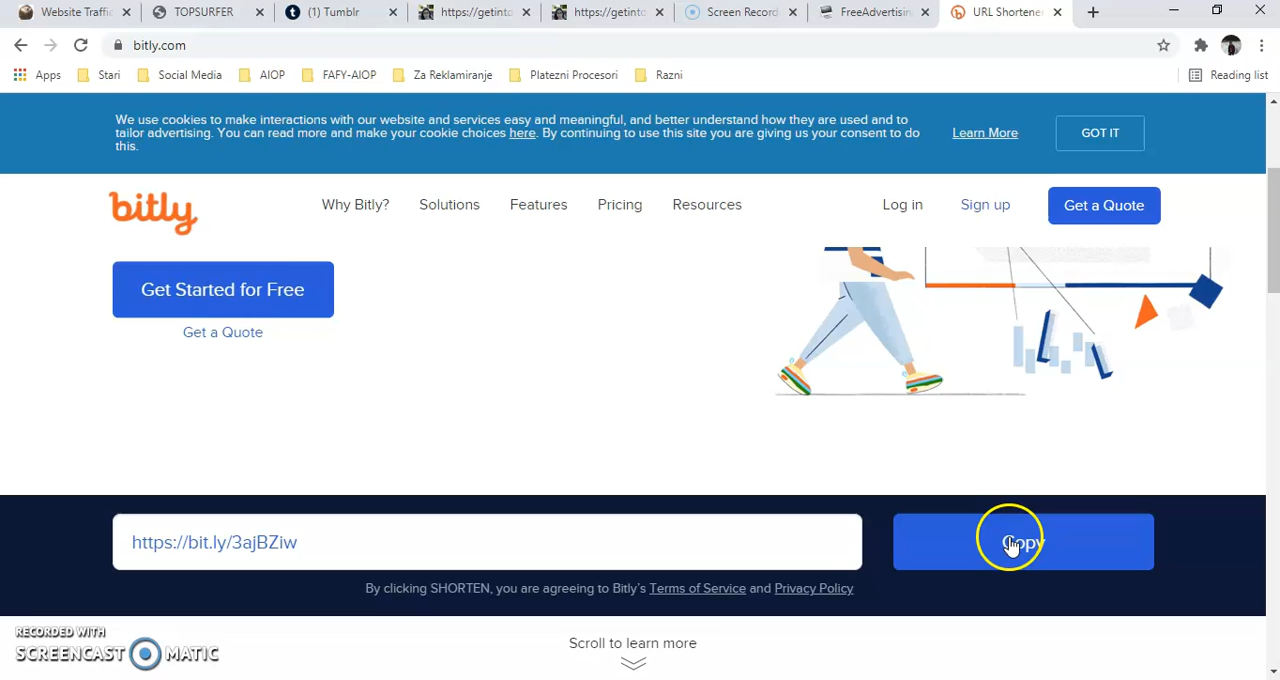 Website Traffic
TOPSURFER
(1) Tumblr
https://getinto
https://getinto
Screen Record
FreeAdvertisin
URL Shortene
bitly.com
Apps
Stari
Social Media
AIOP
FAFY-AIOP
Za Reklamiranje
Platezni Procesori
Razni
Reading list
We use cookies to make interactions with our website and services easy and meaningful, and better understand how they are used and to
tailor advertising. You can read more and make your cookie choices here. By continuing to use this site you are giving us your consent to do
this.
Learn More
GOT IT
bitly
Why Bitly?
Solutions
Features
Pricing
Resources
Log in
Sign up
Get a Quote
Get Started for Free
Get a Quote
https://bit.ly/3ajBZiw
Copy
By clicking SHORTEN, you are agreeing to Bitly's Terms of Service and Privacy Policy
Scroll to learn more
RECORDED WITH
SCREENCAST MATIC